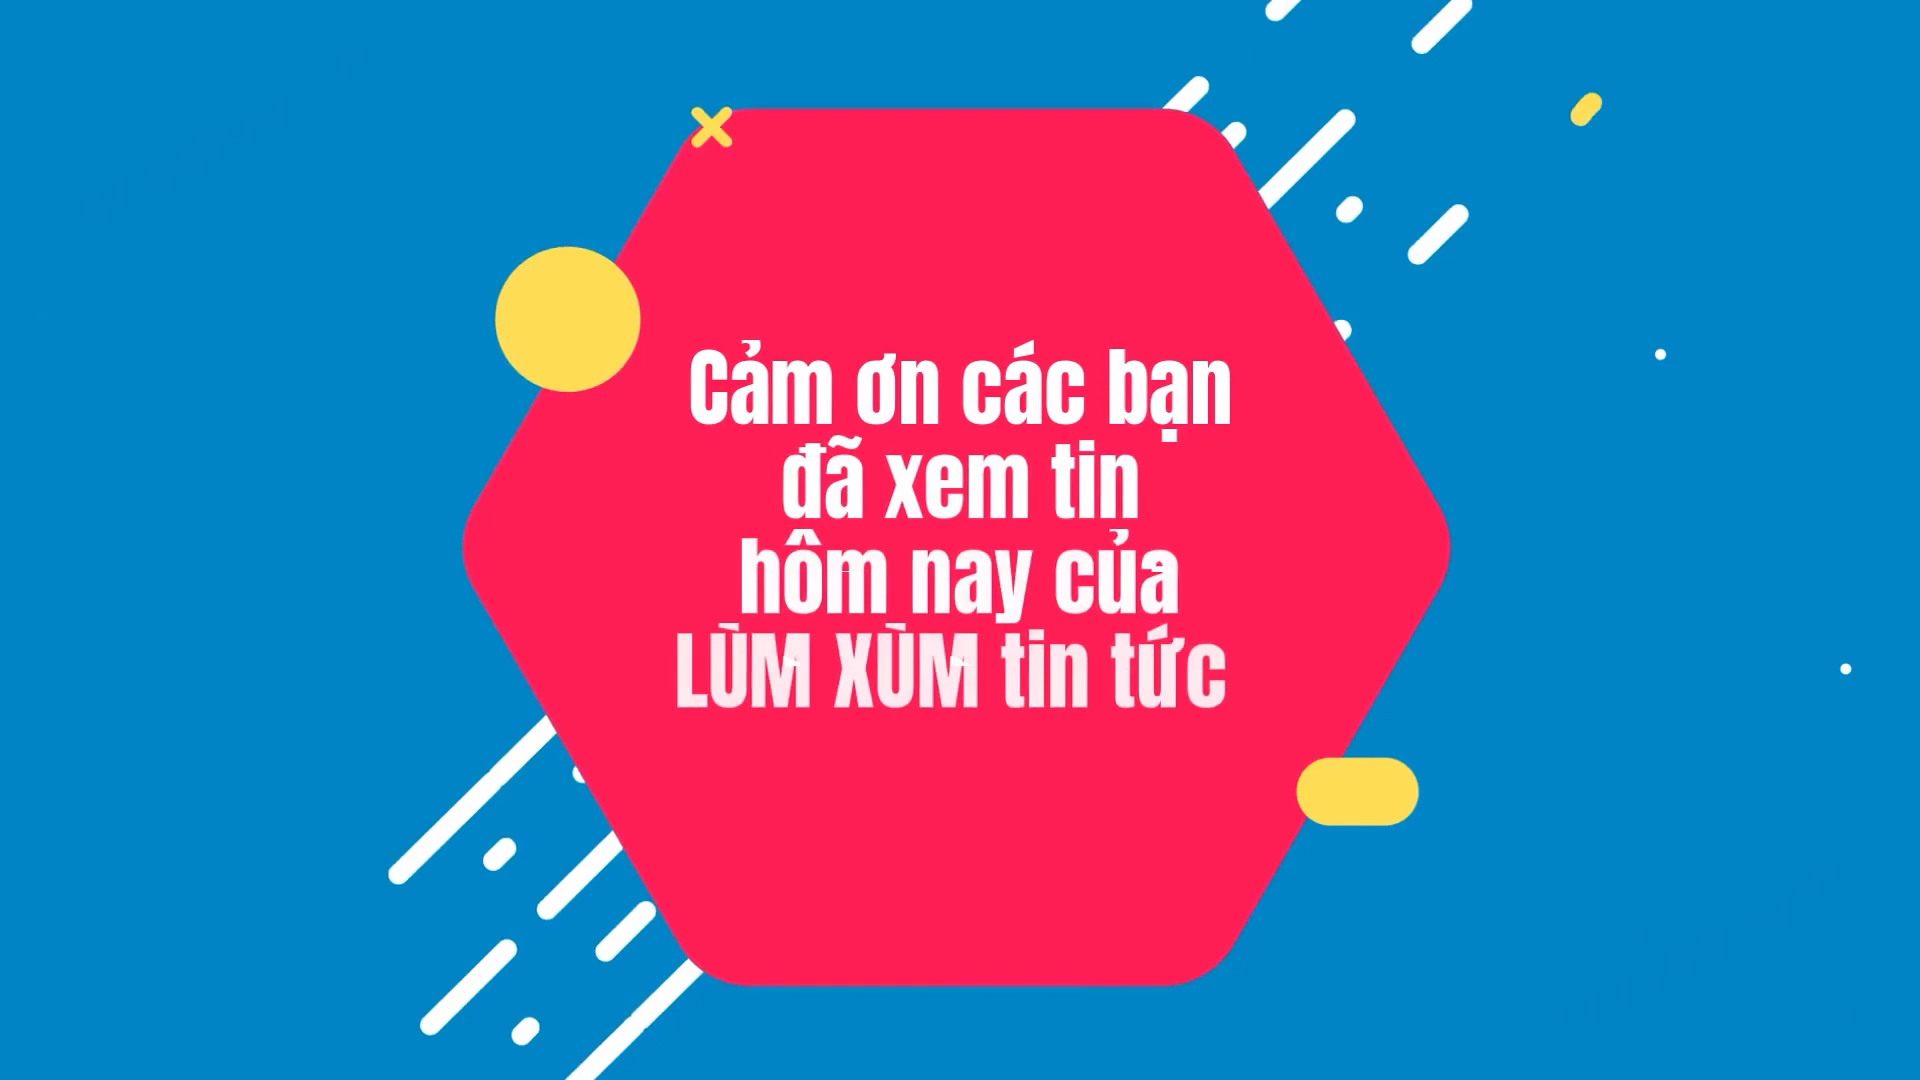 Cảm ơn các bạn
đã xem tin
hôm nay của
LÙM XÙM tin tức